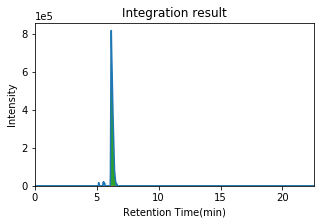 Integration result
1e5
8
6
4
2
0
Intensity
0
5
10
15
20
Retention Time(min)